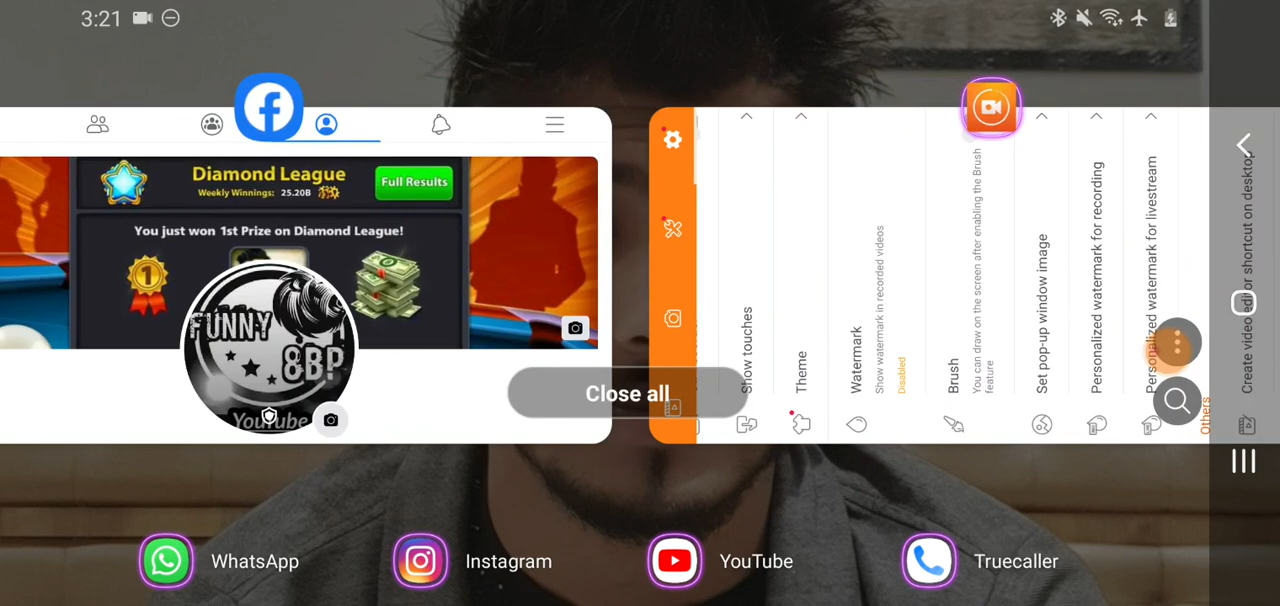 3:21
Diamond League
Weekly Winnings: 25.20B
Full Results
You just won 1st Prize on Diamond League!
1
FUNNY
8BP
YouTube
Close all
Show touches
Theme
Watermark
Show watermark in recorded videos
Disabled
Brush
You can draw on the screen after enabling the Brush
feature
Set pop-up window image
Personalized watermark for recording
Personalized watermark for livestream
Others
Create video editor shortcut on desktop
WhatsApp
Instagram
YouTube
Truecaller